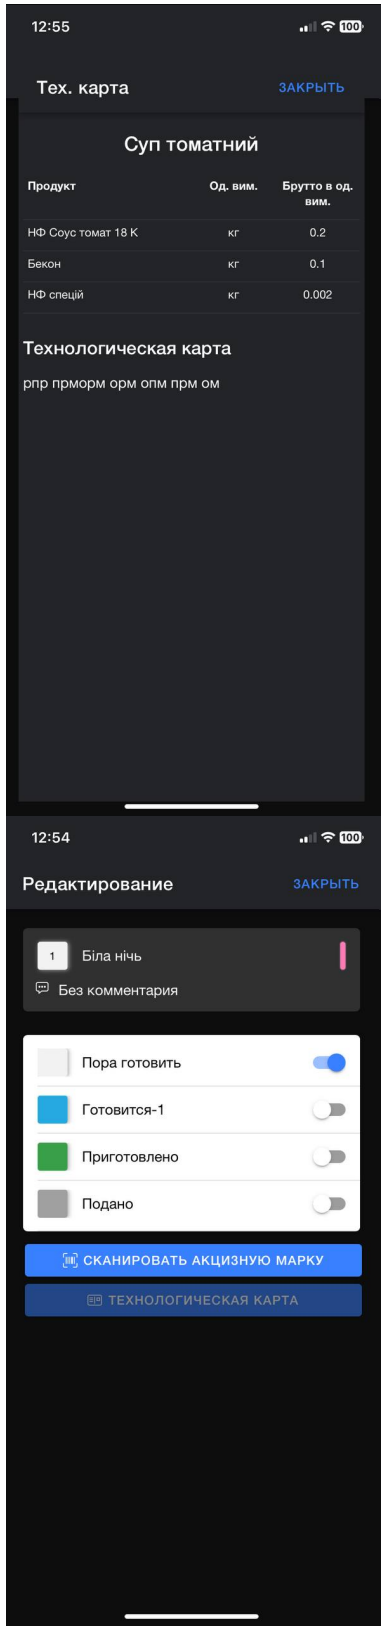 12:55
100
Тех. карта ЗАКРЫТЬ
Суп томатний
Продукт Од. вим. Брутто в од.
вим.
НФ Соус томат 18 К кг 0.2
Бекон кг 0.1
НФ спецій кг 0.002
Технологическая карта
рпр прморм орм опм прм ом
12:54
100
Редактирование ЗАКРЫТЬ
1 Біла нічь
Без комментария
Пора готовить
Готовится-1
Приготовлено
Подано
СКАНИРОВАТЬ АКЦИЗНУЮ МАРКУ
ТЕХНОЛОГИЧЕСКАЯ КАРТА